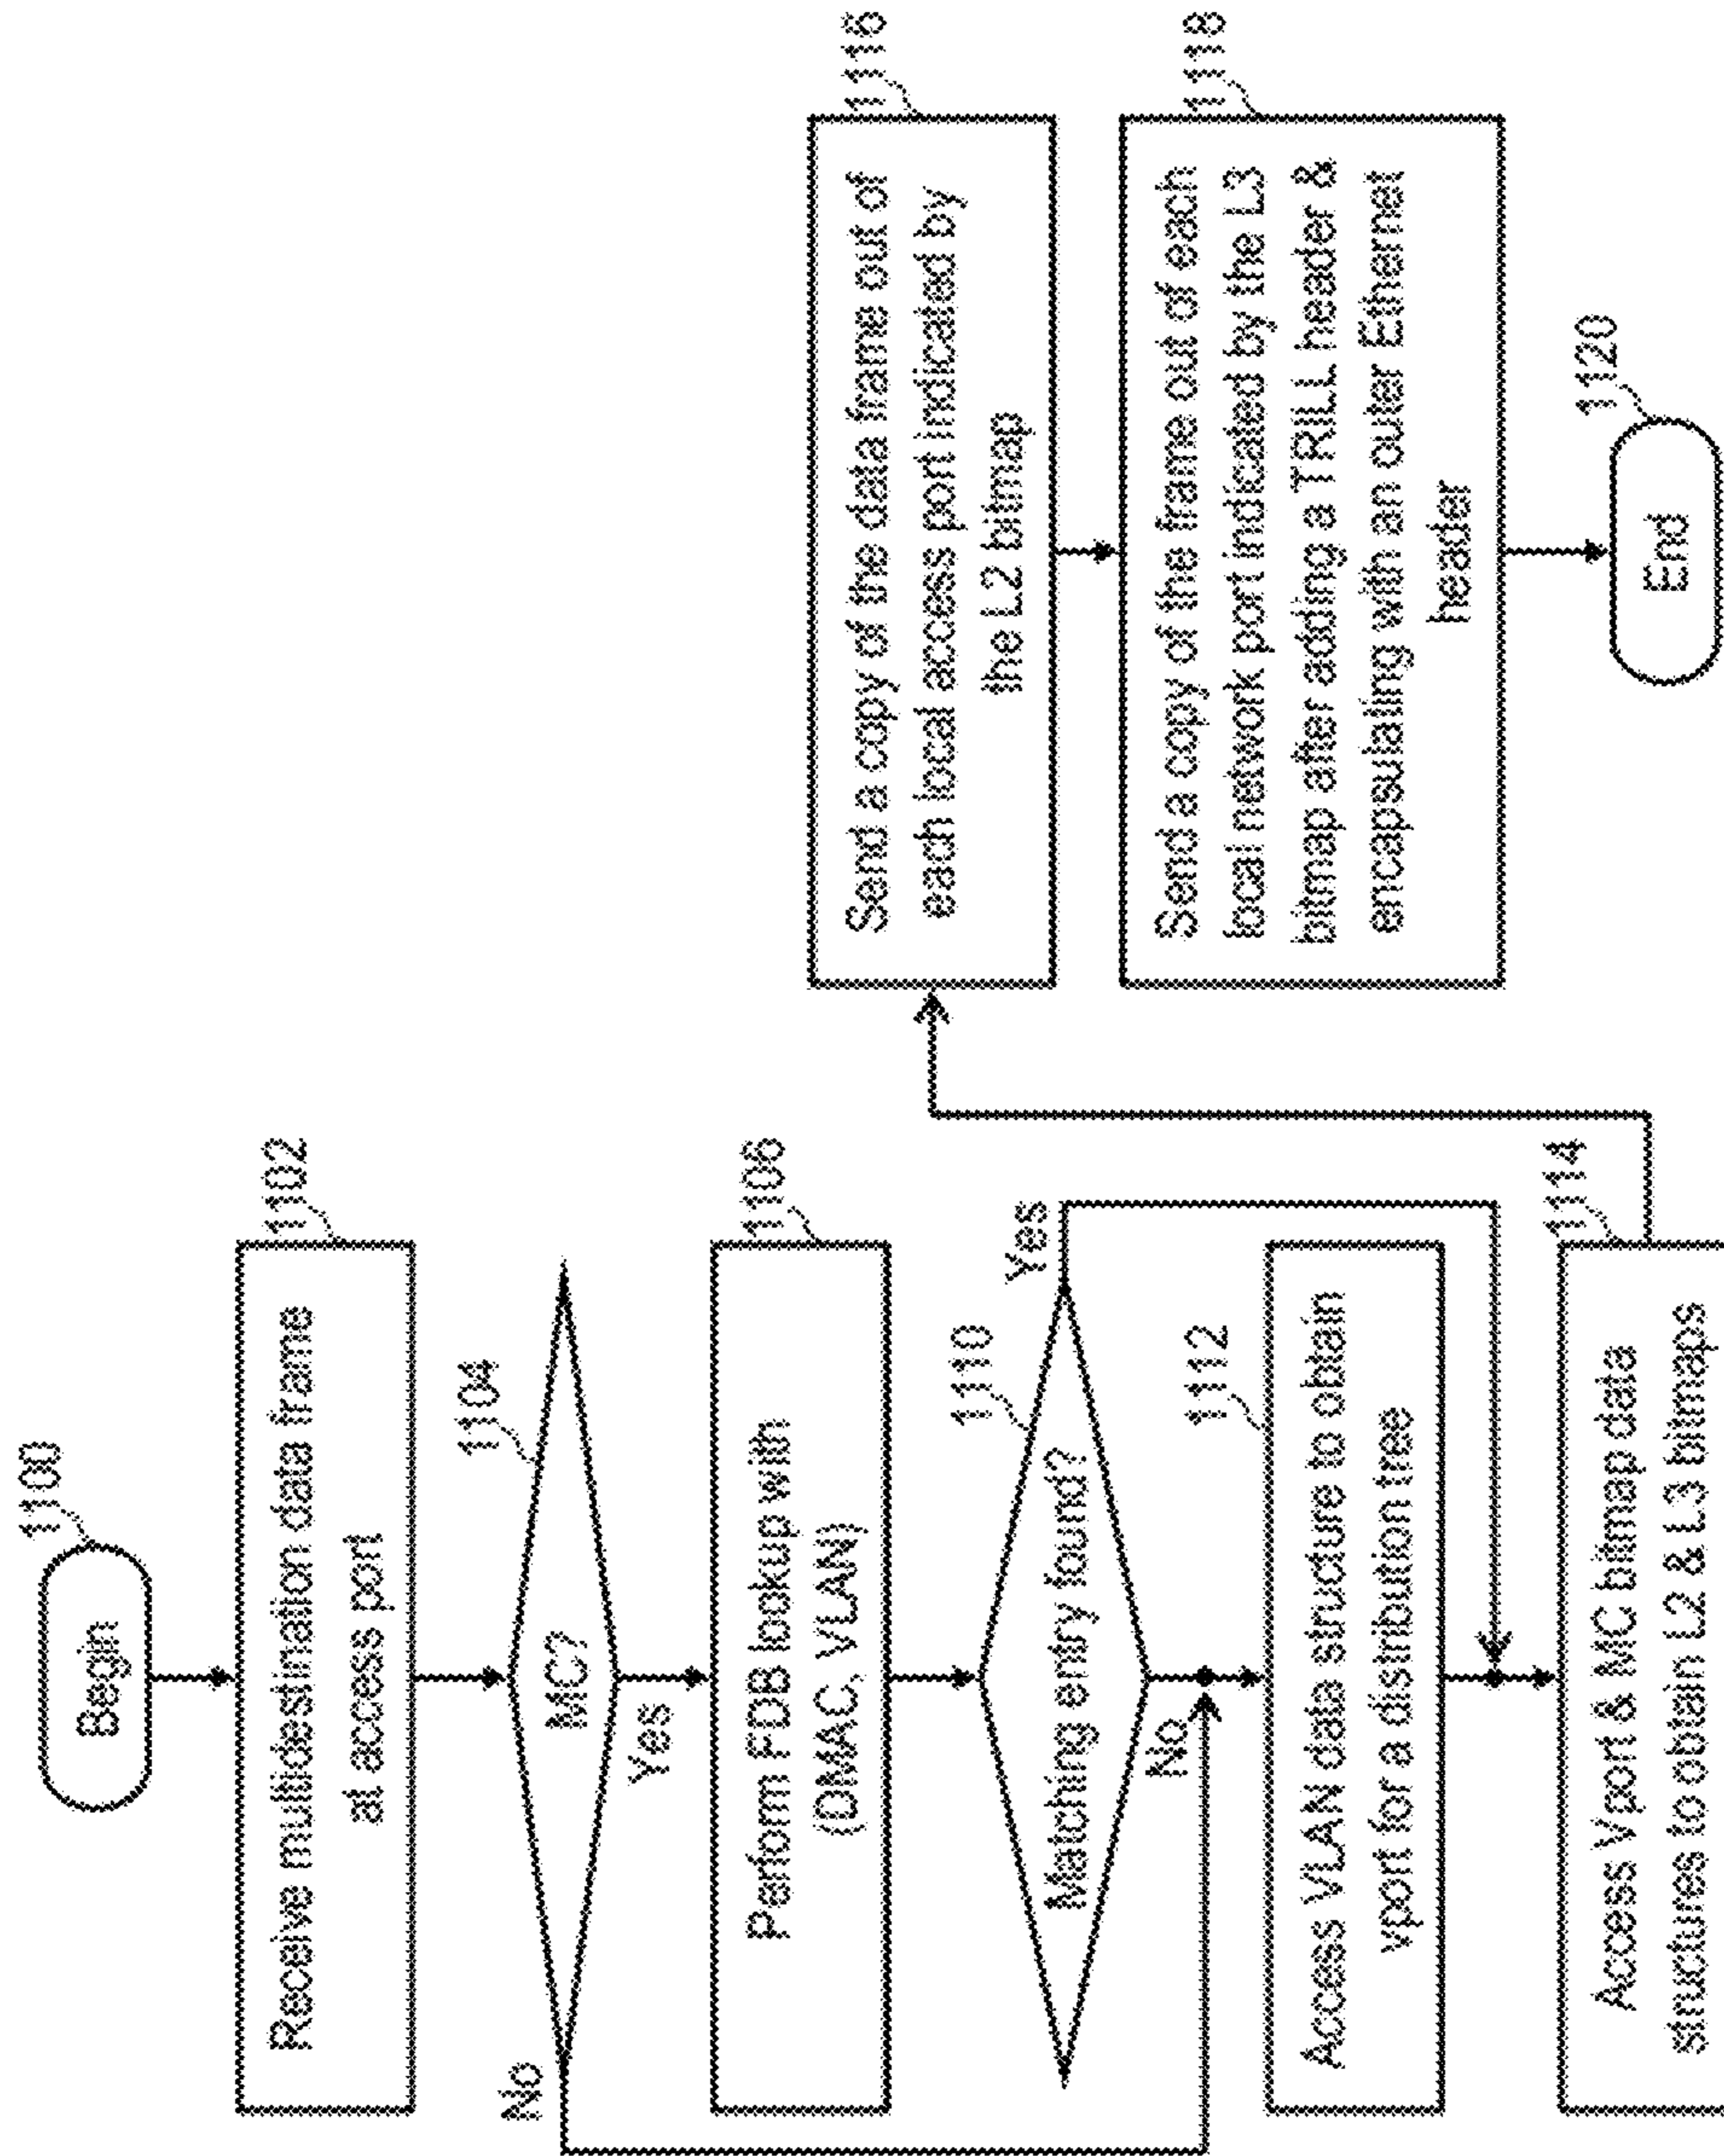 1100
Begin
1102
Receive multidestination data frame
at access port
1104
MC?
No
Yes
1106
Perform FDB lookup with
(DMAC, VLAN)
1110
Matching entry found?
Yes
No
1112
Access VLAN data structure to obtain
vport for a distribution tree
1114
Access Vport & MC bitmap data
structures to obtain L2 & L3 bitmaps
1116
Send a copy of the data frame out of
each local access port indicated by
the L2 bitmap
1118
Send a copy of the frame out of each
local network port indicated by the L3
bitmap after adding a TRILL header &
encapsulating with an outer Ethernet
header
1120
End